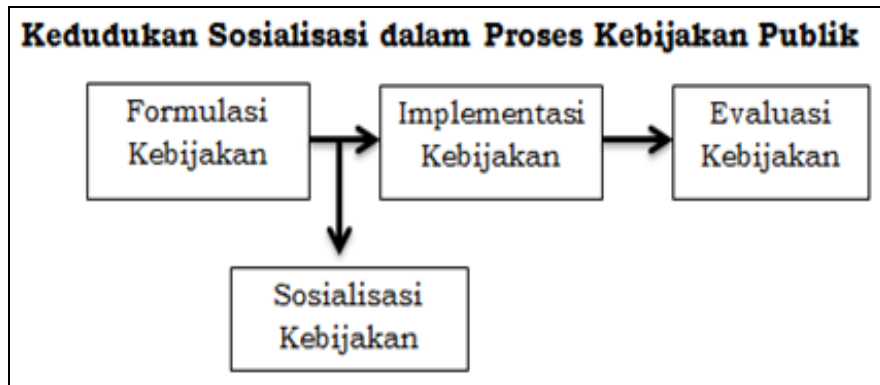 Kedudukan Sosialisasi dalam Proses Kebijakan Publik
Formulasi
Kebijakan
Implementasi
Kebijakan
Evaluasi
Kebijakan
Sosialisasi
Kebijakan